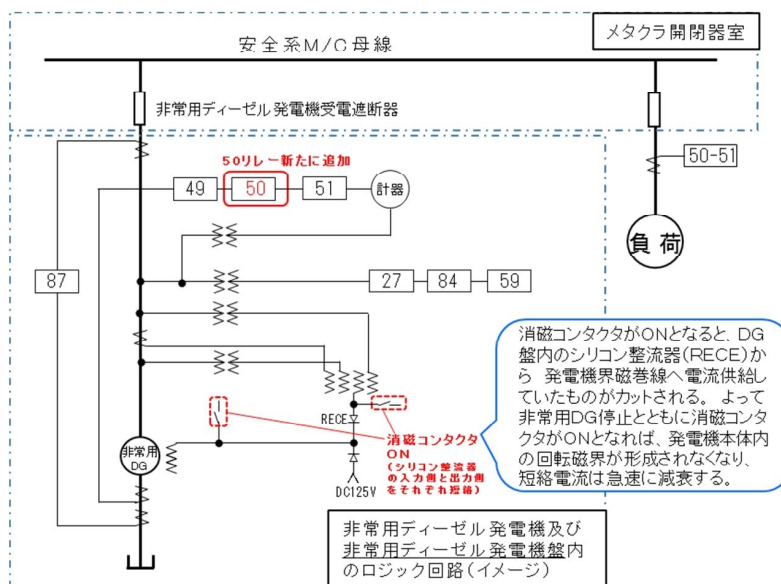 メタクラ開閉器室
安全系M/C母線
非常用ディーゼル発電機受電遮断器
50リレー新たに追加
49
50
51
計器
50-51
負荷
87
27
84
59
消磁コンタクタがONとなると、DG
盤内のシリコン整流器(RECE)か
ら 発電機界磁巻線へ電流供給し
ていたものがカットされる。 よって
非常用DG停止とともに消磁コンタ
クタがONとなれば、発電機本体内
の回転磁界が形成されなくなり、
短絡電流は急速に減衰する。
RECE
消磁コンタクタ
ON
(シリコン整流器
の入力側と出力側
をそれぞれ短絡)
非常用
DG
DC125V
非常用ディーゼル発電機及び
非常用ディーゼル発電機盤内
のロジック回路(イメージ)